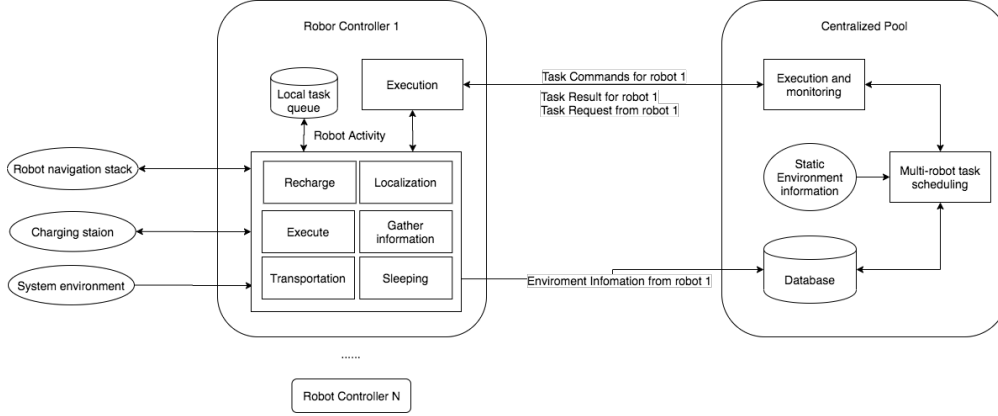 Robor Controller 1
Centralized Pool
Local task
queue
Execution
Task Commands for robot 1
Task Result for robot 1
Task Request from robot 1
Execution and
monitoring
Robot Activity
Robot navigation stack
Recharge
Localization
Static
Environment
information
Multi-robot task
scheduling
Charging staion
Execute
Gather
information
System environment
Transportation
Sleeping
Enviroment Infomation from robot 1
Database
......
Robot Controller N